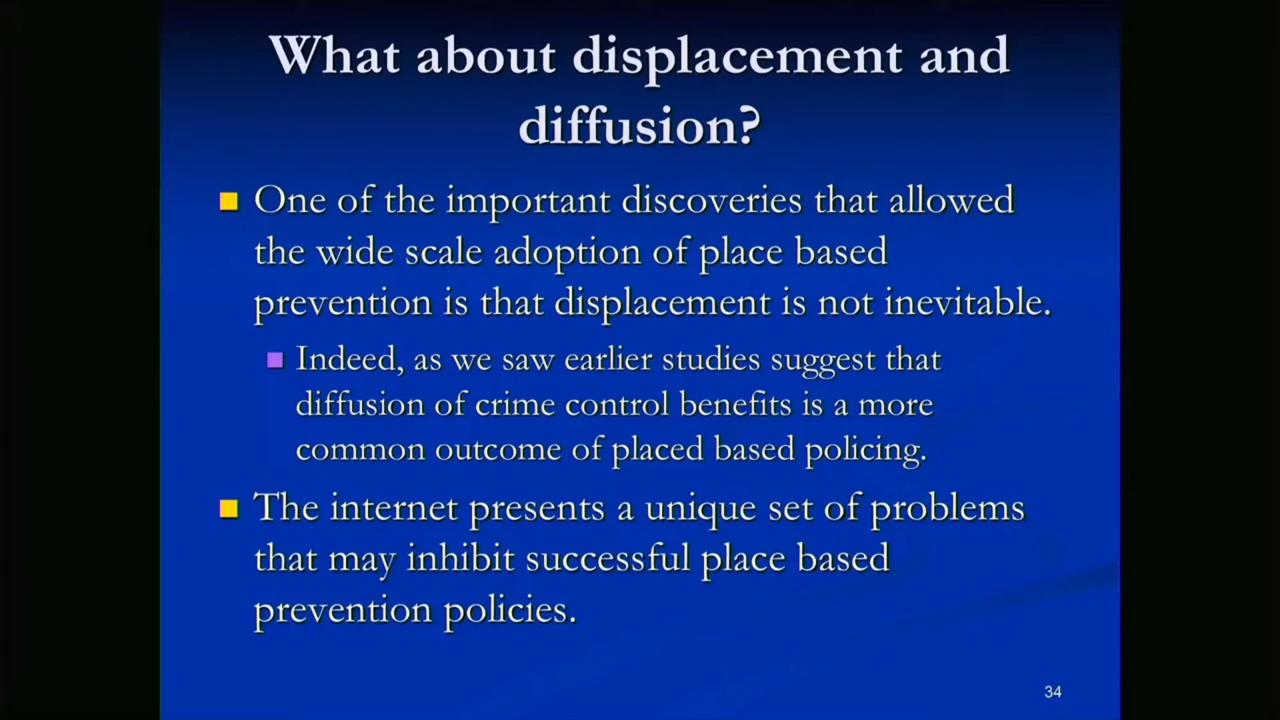 What about displacement and
diffusion?
One of the important discoveries that allowed
the wide scale adoption of place based
prevention is that displacement is not inevitable.
Indeed, as we saw earlier studies suggest that
diffusion of crime control benefits is a more
common outcome of placed based policing.
The internet presents a unique set of problems
that may inhibit successful place based
prevention policies.
34